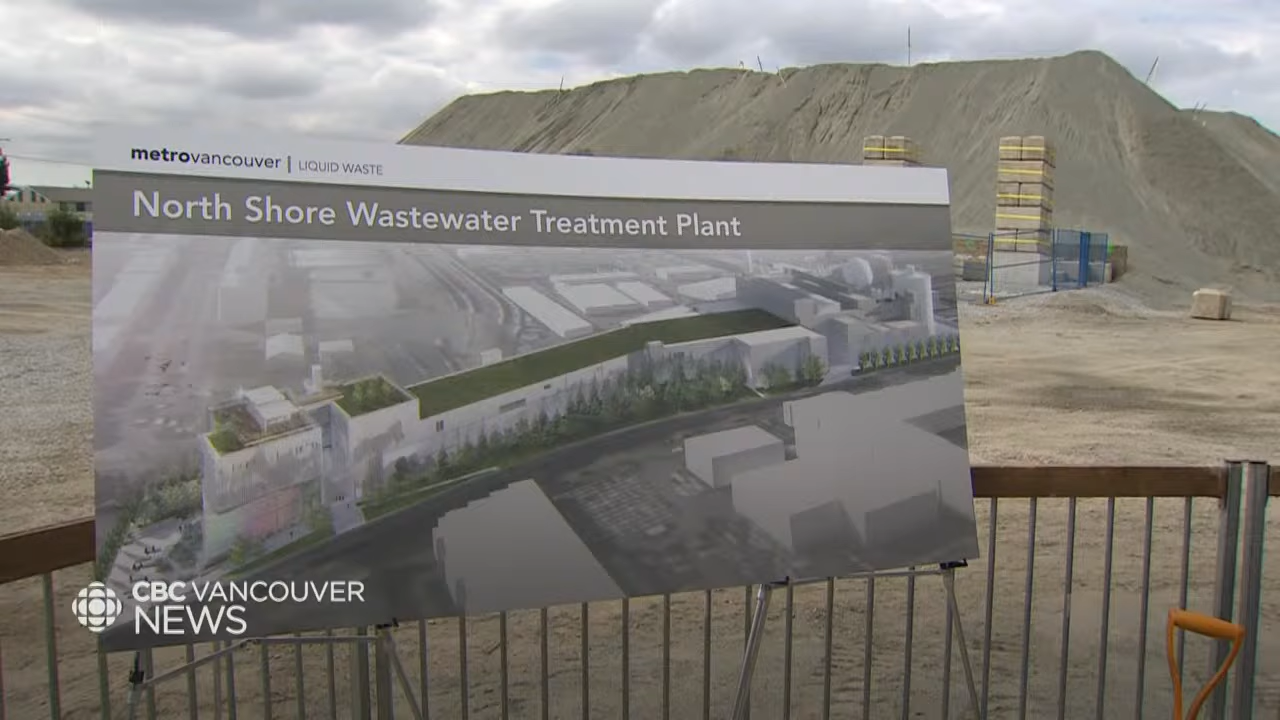 metrovancouver | LIQUID WASTE
North Shore Wastewater Treatment Plant
CBC VANCOUVER
NEWS